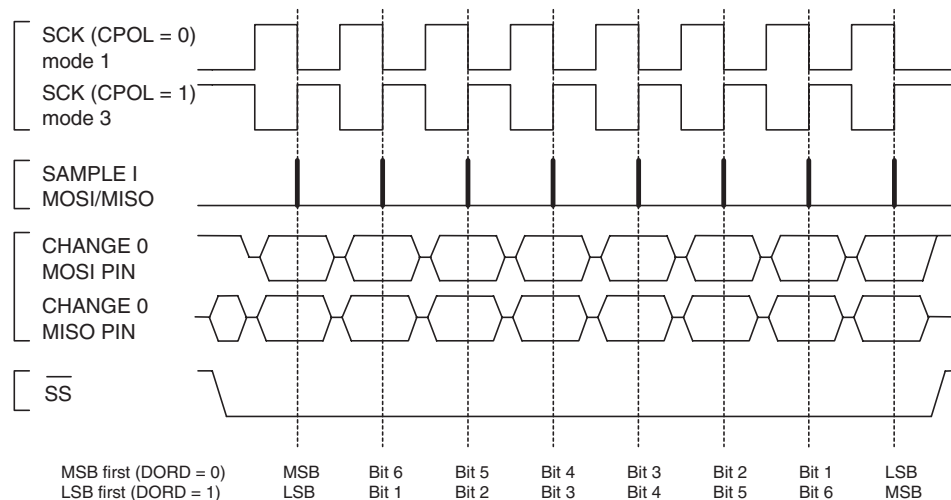 SCK (CPOL = 0)
mode 1
SCK (CPOL = 1)
mode 3
SAMPLE I
MOSI/MISO
CHANGE 0
MOSI PIN
CHANGE 0
MISO PIN
SS
MSB first (DORD = 0) MSB Bit 6 Bit 5 Bit 4 Bit 3 Bit 2 Bit 1 LSB
LSB first (DORD = 1) LSB Bit 1 Bit 2 Bit 3 Bit 4 Bit 5 Bit 6 MSB